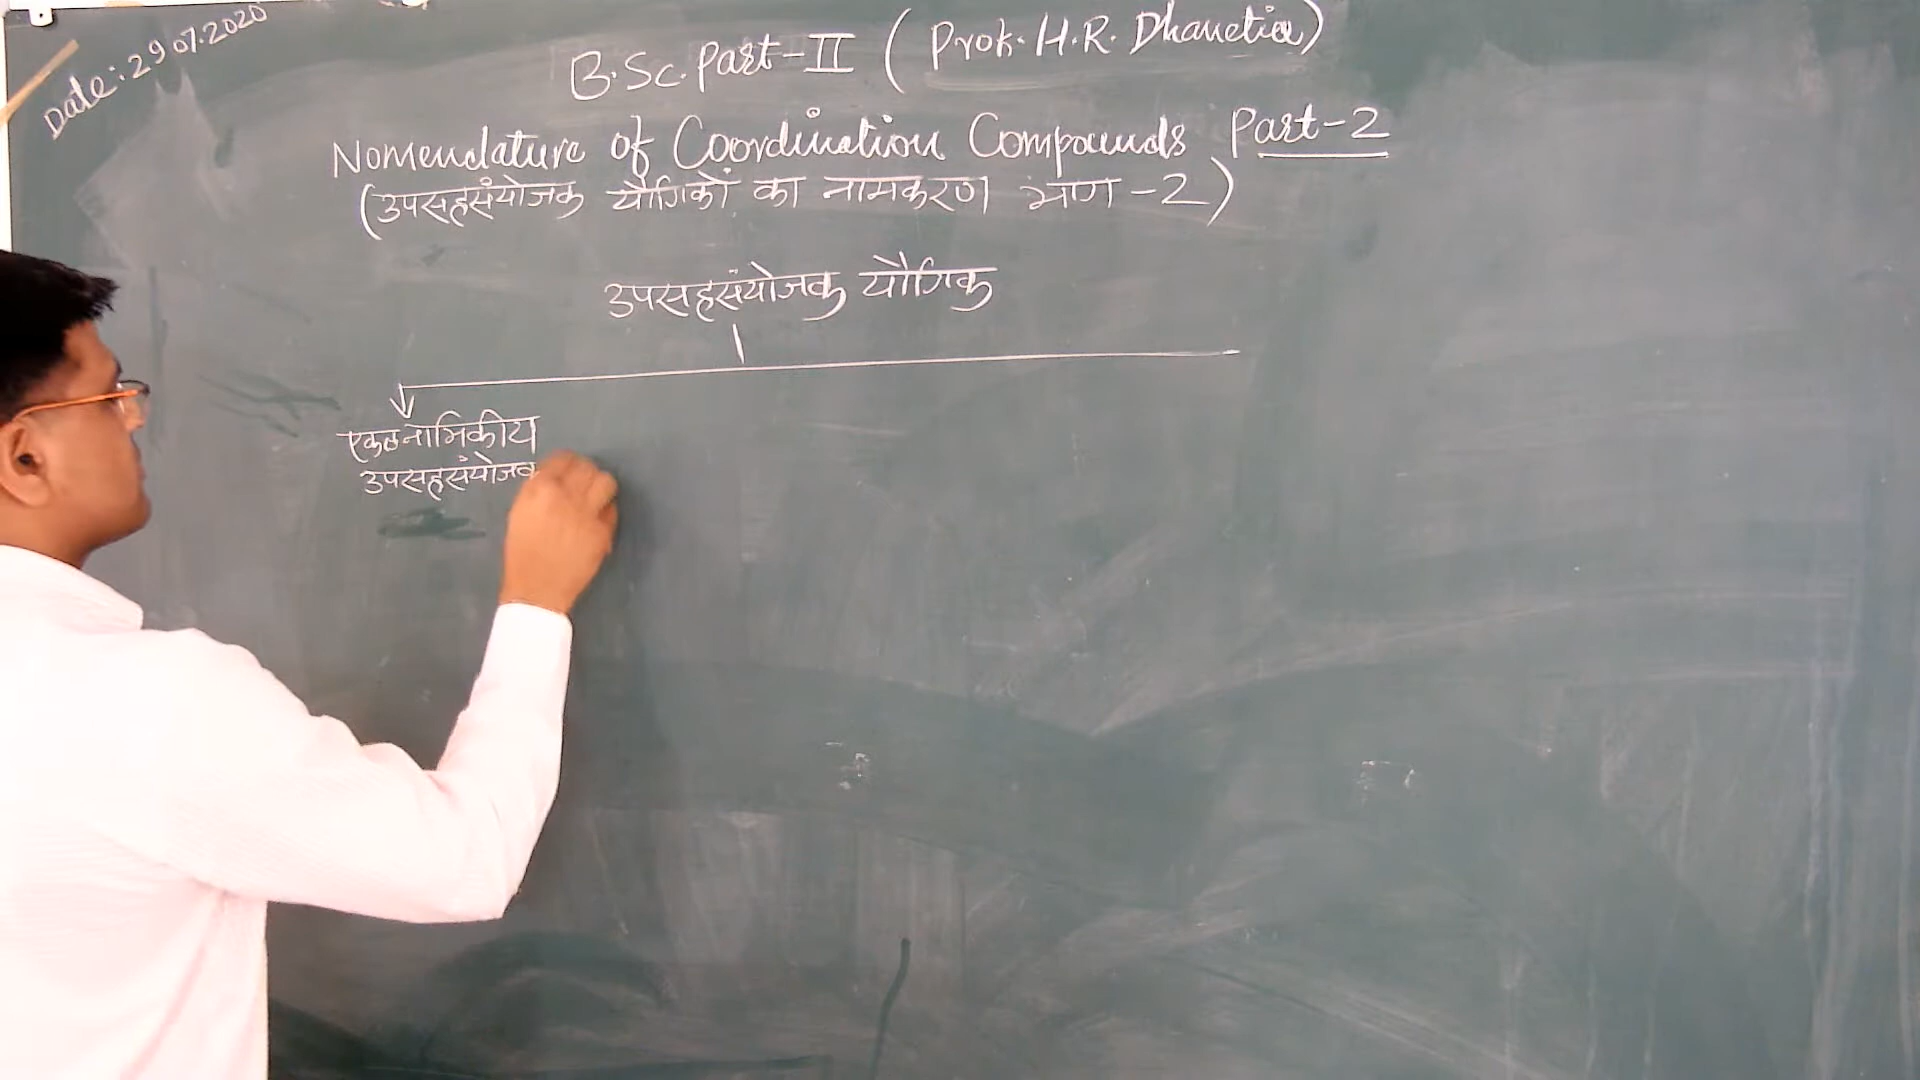 Date: 29.07.2020
B.Sc. Part-II ( Prof. H.R. Dhanetia)
Nomenclature of Coordination Compounds Part-2
(उपसहसंयोजक यौगिकों का नामकरण भाग -2)
उपसहसंयोजक यौगिक
एकलनाभिकीय
उपसहसंयोजक